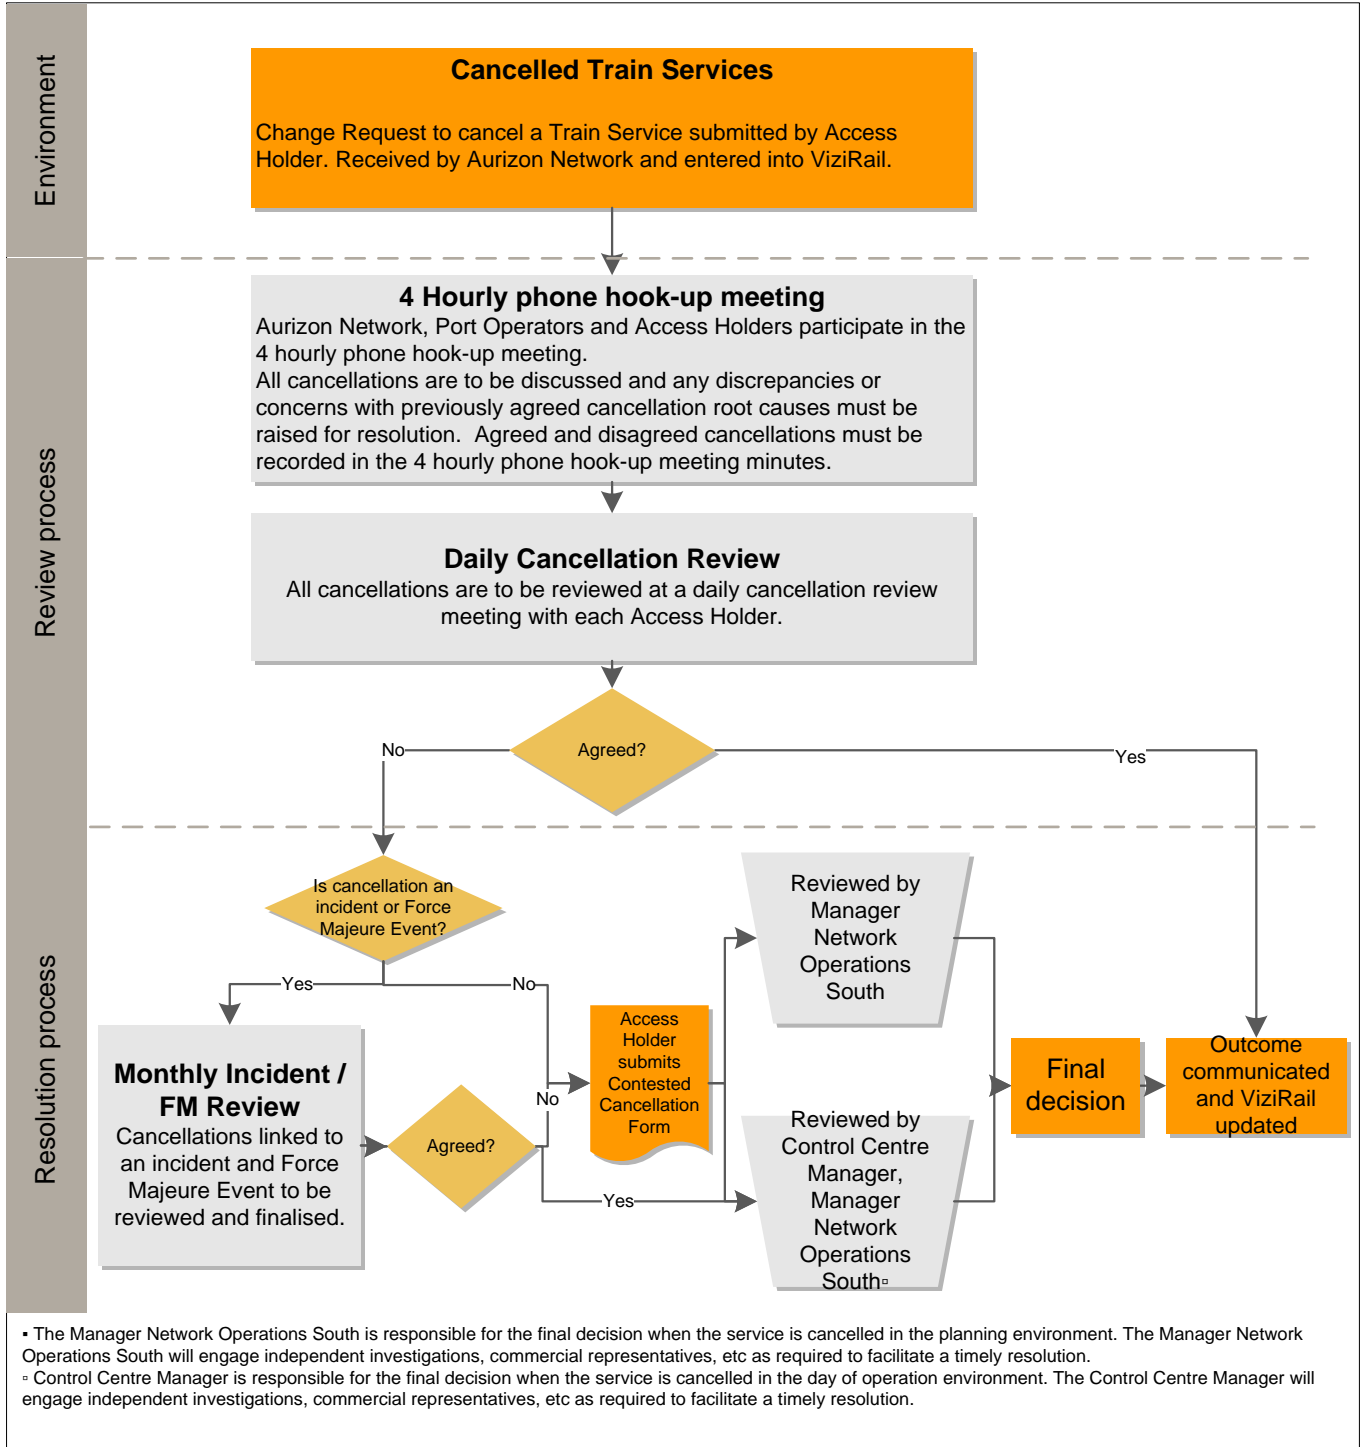 Environment
Cancelled Train Services
Change Request to cancel a Train Service submitted by Access
Holder. Received by Aurizon Network and entered into ViziRail.
Review process
4 Hourly phone hook-up meeting
Aurizon Network, Port Operators and Access Holders participate in the
4 hourly phone hook-up meeting.
All cancellations are to be discussed and any discrepancies or
concerns with previously agreed cancellation root causes must be
raised for resolution.  Agreed and disagreed cancellations must be
recorded in the 4 hourly phone hook-up meeting minutes.
Daily Cancellation Review
All cancellations are to be reviewed at a daily cancellation review
meeting with each Access Holder.
Agreed?
No
Yes
Resolution process
Is cancellation an
incident or Force
Majeure Event?
Yes
No
Monthly Incident /
FM Review
Cancellations linked to
an incident and Force
Majeure Event to be
reviewed and finalised.
Agreed?
No
Yes
Access
Holder
submits
Contested
Cancellation
Form
Reviewed by
Manager
Network
Operations
South
Reviewed by
Control Centre
Manager,
Manager
Network
Operations
South▫
Final
decision
Outcome
communicated
and ViziRail
updated
▪ The Manager Network Operations South is responsible for the final decision when the service is cancelled in the planning environment. The Manager Network
Operations South will engage independent investigations, commercial representatives, etc as required to facilitate a timely resolution.
▫ Control Centre Manager is responsible for the final decision when the service is cancelled in the day of operation environment. The Control Centre Manager will
engage independent investigations, commercial representatives, etc as required to facilitate a timely resolution.